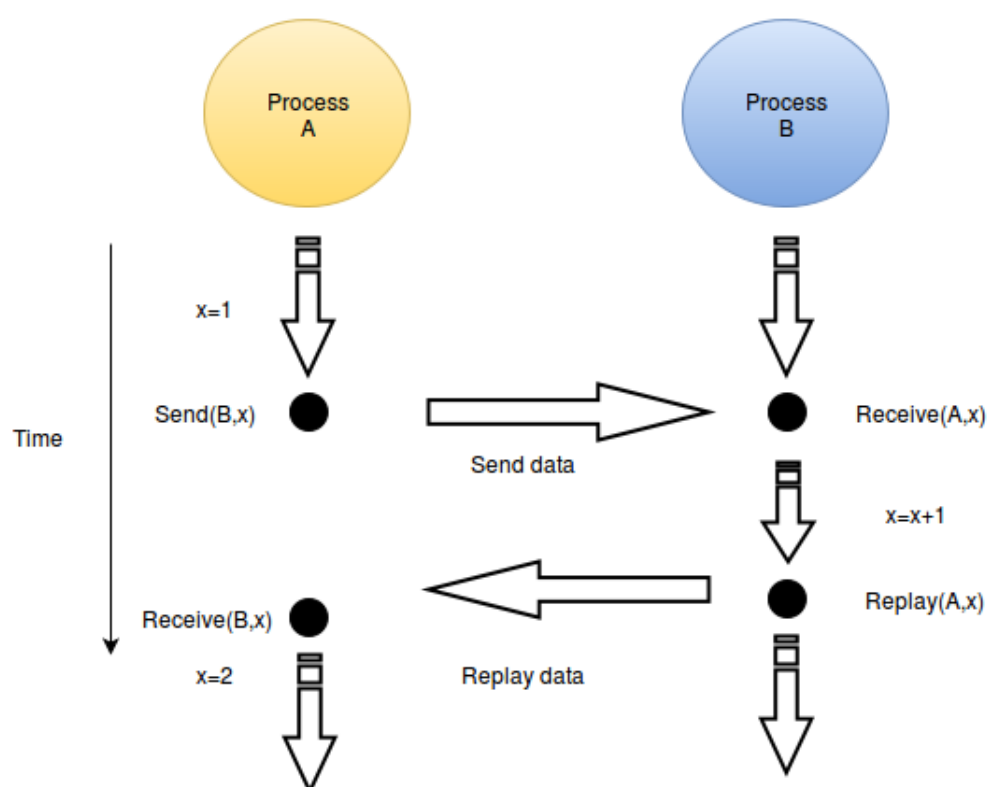 Process
A
Process
B
x=1
Send(B,x)
Receive(A,x)
Time
Send data
x=x+1
Receive(B,x)
Replay(A,x)
x=2
Replay data